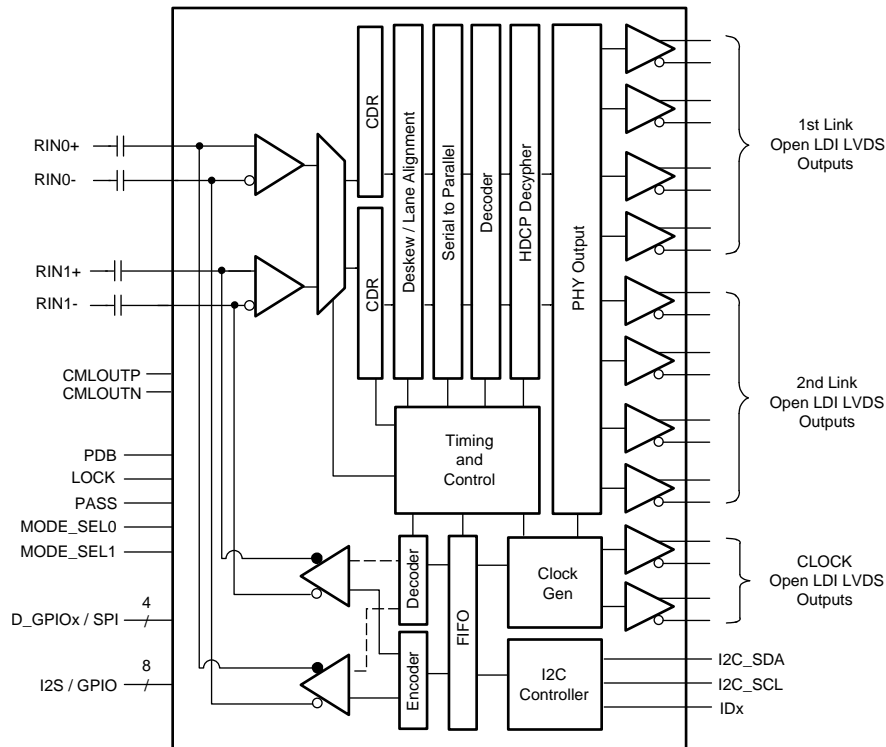 RIN0+
RIN0-
RIN1+
RIN1-
CMLOUTP
CMLOUTN
PDB
LOCK
PASS
MODE_SEL0
MODE_SEL1
4
D_GPIOx / SPI
8
I2S / GPIO
CDR
CDR
Deskew / Lane Alignment
Serial to Parallel
Decoder
HDCP Decypher
PHY Output
Timing
and
Control
Decoder
Encoder
FIFO
Clock
Gen
I2C
Controller
1st Link
Open LDI LVDS
Outputs
2nd Link
Open LDI LVDS
Outputs
CLOCK
Open LDI LVDS
Outputs
I2C_SDA
I2C_SCL
IDx